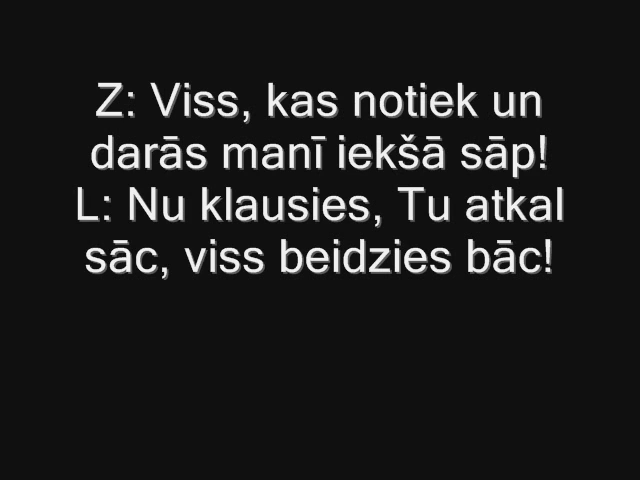 Z: Viss, kas notiek un
darās manī iekšā sāp!
L: Nu klausies, Tu atkal
sāc, viss beidzies bāc!